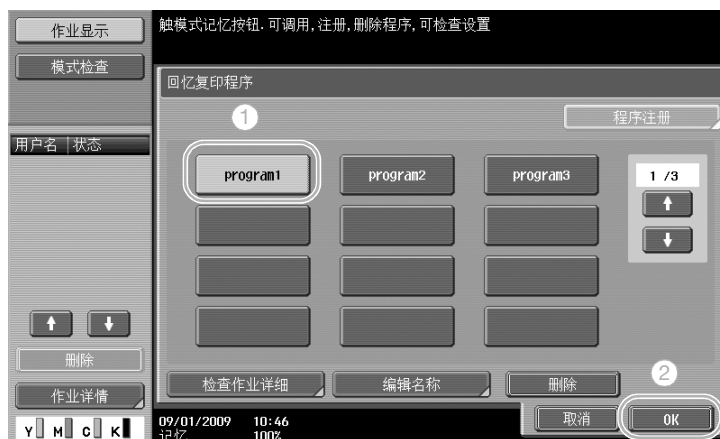 作业显示
模式检查
用户名 状态
删除
作业详情
Y M C K
触模式记忆按钮.可调用,注册,删除程序,可检查设置
回忆复印程序
1
程序注册
program1 program2 program3
1 /3
检查作业详细 编辑名称 删除
2
取消 OK
09/01/2009 10:46
记忆 100%